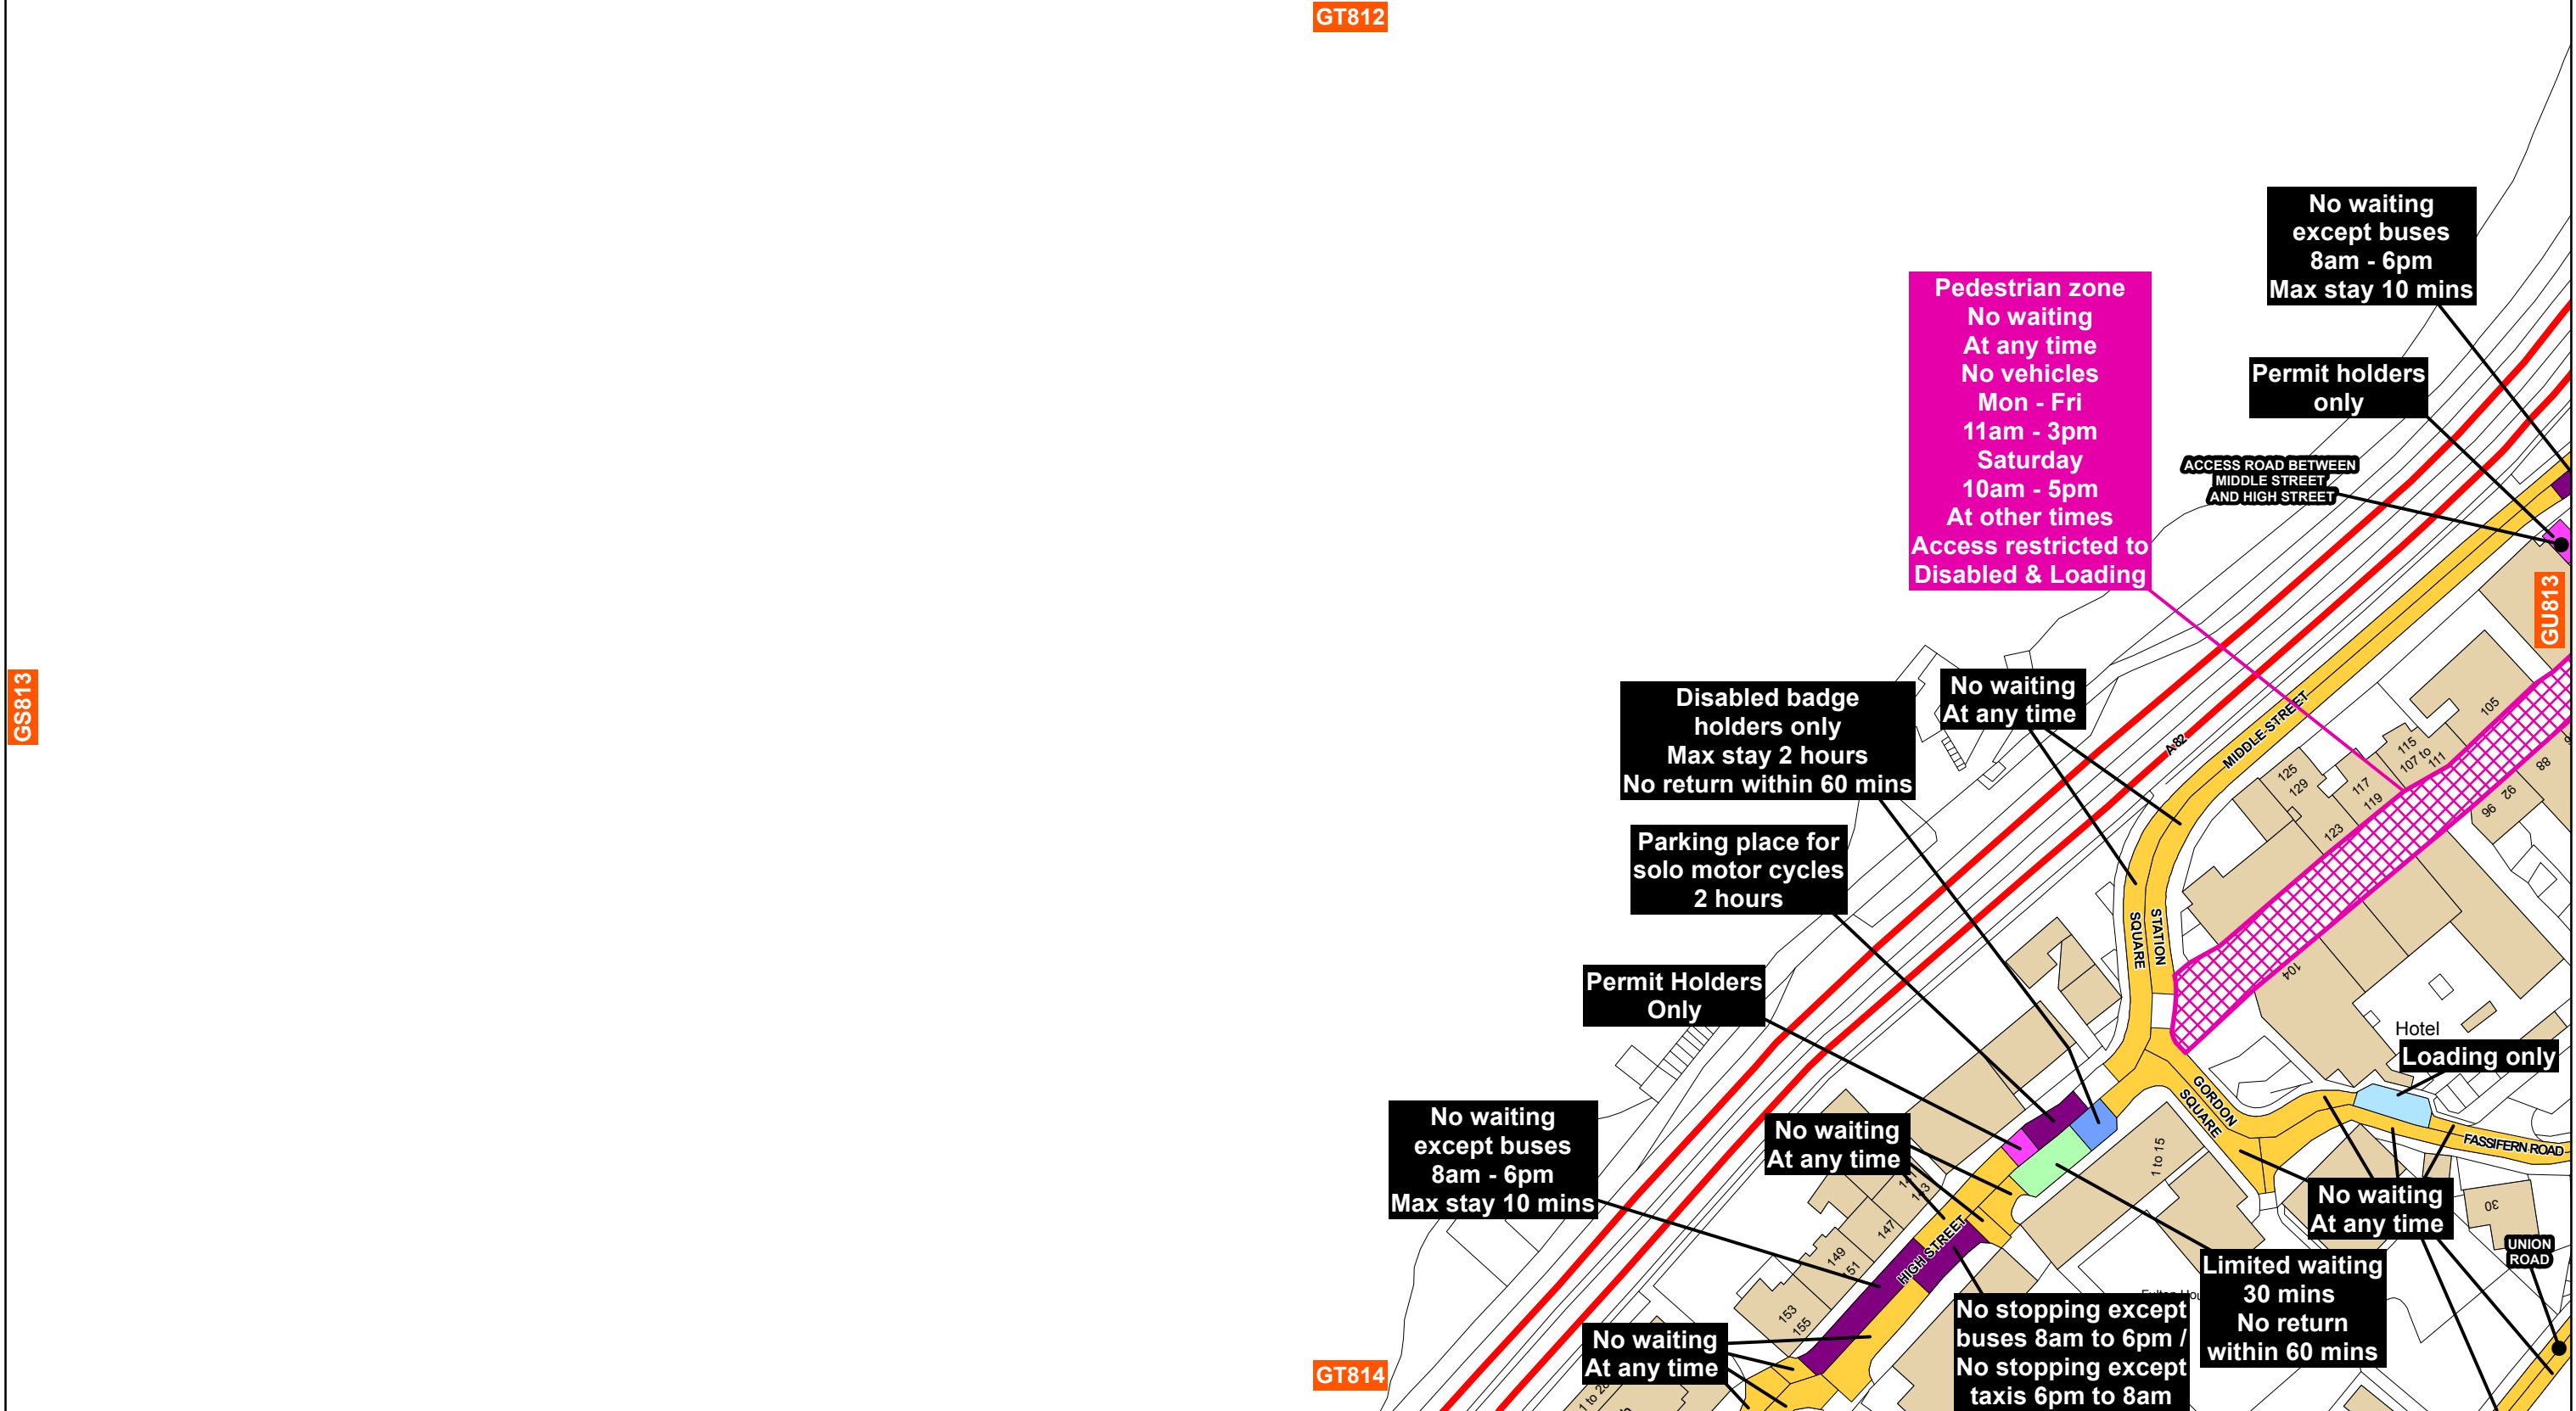 GT812
No waiting
except buses
8am - 6pm
Max stay 10 mins
Pedestrian zone
No waiting
At any time
No vehicles
Mon - Fri
11am - 3pm
Saturday
10am - 5pm
At other times
Access restricted to
Disabled & Loading
Permit holders
only
ACCESS ROAD BETWEEN
MIDDLE STREET
AND HIGH STREET
GU813
GS813
Disabled badge
holders only
Max stay 2 hours
No return within 60 mins
No waiting
At any time
A 82
MIDDLE STREET
105
115
107 to
111
125
129
117
119
123
88
92
96
104
Parking place for
solo motor cycles
2 hours
STATION
SQUARE
Permit Holders
Only
Hotel
Loading only
GORDON
SQUARE
FASSIFERN ROAD
No waiting
except buses
8am - 6pm
Max stay 10 mins
No waiting
At any time
143
147
149
151
153
155
1 to 15
HIGH STREET
No waiting
At any time
30
UNION
ROAD
Limited waiting
30 mins
No return
within 60 mins
No stopping except
buses 8am to 6pm /
No stopping except
taxis 6pm to 8am
No waiting
At any time
GT814